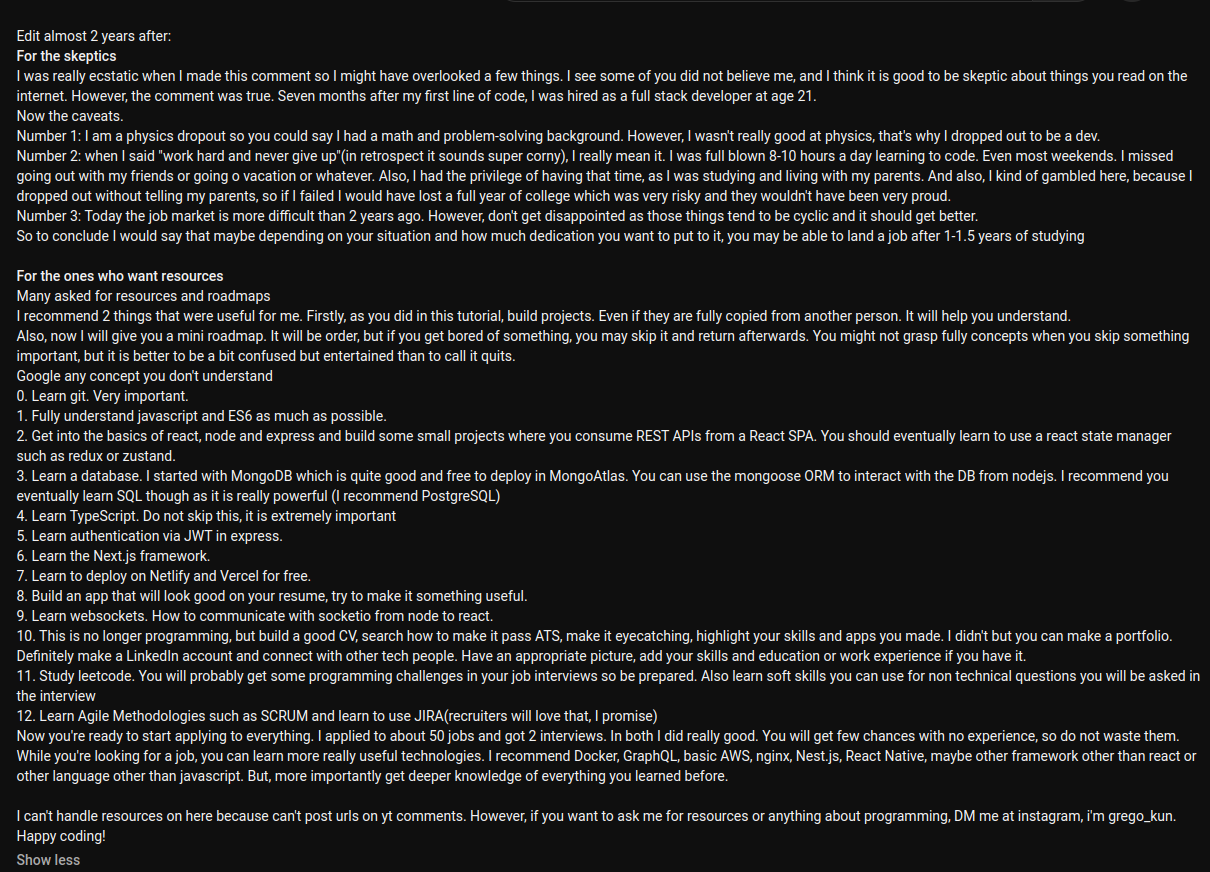 Edit almost 2 years after:
For the skeptics
I was really ecstatic when I made this comment so I might have overlooked a few things. I see some of you did not believe me, and I think it is good to be skeptic about things you read on the
internet. However, the comment was true. Seven months after my first line of code, I was hired as a full stack developer at age 21.
Now the caveats.
Number 1: I am a physics dropout so you could say I had a math and problem-solving background. However, I wasn't really good at physics, that's why I dropped out to be a dev.
Number 2: when I said "work hard and never give up"(in retrospect it sounds super corny), I really mean it. I was full blown 8-10 hours a day learning to code. Even most weekends. I missed
going out with my friends or going o vacation or whatever. Also, I had the privilege of having that time, as I was studying and living with my parents. And also, I kind of gambled here, because I
dropped out without telling my parents, so if I failed I would have lost a full year of college which was very risky and they wouldn't have been very proud.
Number 3: Today the job market is more difficult than 2 years ago. However, don't get disappointed as those things tend to be cyclic and it should get better.
So to conclude I would say that maybe depending on your situation and how much dedication you want to put to it, you may be able to land a job after 1-1.5 years of studying
For the ones who want resources
Many asked for resources and roadmaps
I recommend 2 things that were useful for me. Firstly, as you did in this tutorial, build projects. Even if they are fully copied from another person. It will help you understand.
Also, now I will give you a mini roadmap. It will be order, but if you get bored of something, you may skip it and return afterwards. You might not grasp fully concepts when you skip something
important, but it is better to be a bit confused but entertained than to call it quits.
Google any concept you don't understand
0. Learn git. Very important.
1. Fully understand javascript and ES6 as much as possible.
2. Get into the basics of react, node and express and build some small projects where you consume REST APIs from a React SPA. You should eventually learn to use a react state manager
such as redux or zustand.
3. Learn a database. I started with MongoDB which is quite good and free to deploy in MongoAtlas. You can use the mongoose ORM to interact with the DB from nodejs. I recommend you
eventually learn SQL though as it is really powerful (I recommend PostgreSQL)
4. Learn TypeScript. Do not skip this, it is extremely important
5. Learn authentication via JWT in express.
6. Learn the Next.js framework.
7. Learn to deploy on Netlify and Vercel for free.
8. Build an app that will look good on your resume, try to make it something useful.
9. Learn websockets. How to communicate with socketio from node to react.
10. This is no longer programming, but build a good CV, search how to make it pass ATS, make it eyecatching, highlight your skills and apps you made. I didn't but you can make a portfolio.
Definitely make a LinkedIn account and connect with other tech people. Have an appropriate picture, add your skills and education or work experience if you have it.
11. Study leetcode. You will probably get some programming challenges in your job interviews so be prepared. Also learn soft skills you can use for non technical questions you will be asked in
the interview
12. Learn Agile Methodologies such as SCRUM and learn to use JIRA(recruiters will love that, I promise)
Now you're ready to start applying to everything. I applied to about 50 jobs and got 2 interviews. In both I did really good. You will get few chances with no experience, so do not waste them.
While you're looking for a job, you can learn more really useful technologies. I recommend Docker, GraphQL, basic AWS, nginx, Nest.js, React Native, maybe other framework other than react or
other language other than javascript. But, more importantly get deeper knowledge of everything you learned before.
I can't handle resources on here because can't post urls on yt comments. However, if you want to ask me for resources or anything about programming, DM me at instagram, i'm grego_kun.
Happy coding!
Show less